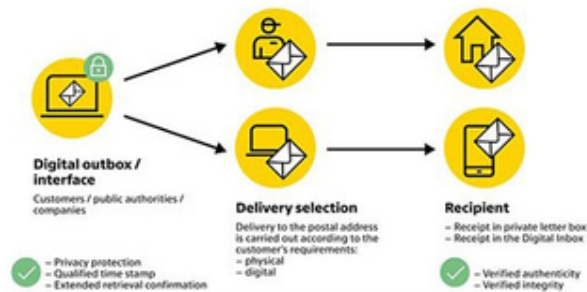 Digital outbox /
interface
Customers / public authorities /
companies
– Privacy protection
– Qualified time stamp
– Extended retrieval confirmation
Delivery selection
Delivery to the postal address
is carried out according to the
customer's requirements:
– physical
– digital
Recipient
– Receipt in private letter box
– Receipt in the Digital Inbox
– Verified authenticity
– Verified integrity